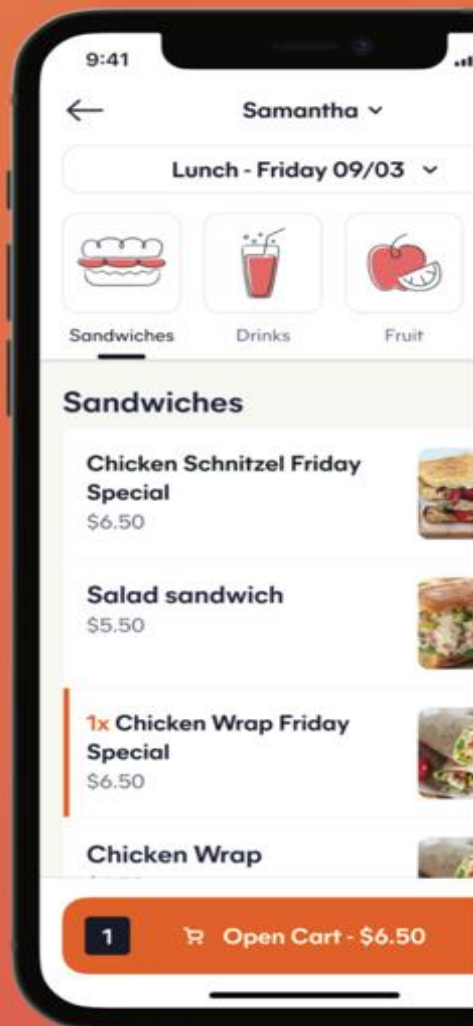 9:41
Samantha
Lunch - Friday 09/03
Sandwiches
Drinks
Fruit
Sandwiches
Chicken Schnitzel Friday
Special
$6.50
Salad sandwich
$5.50
1x Chicken Wrap Friday
Special
$6.50
Chicken Wrap
1
Open Cart - $6.50